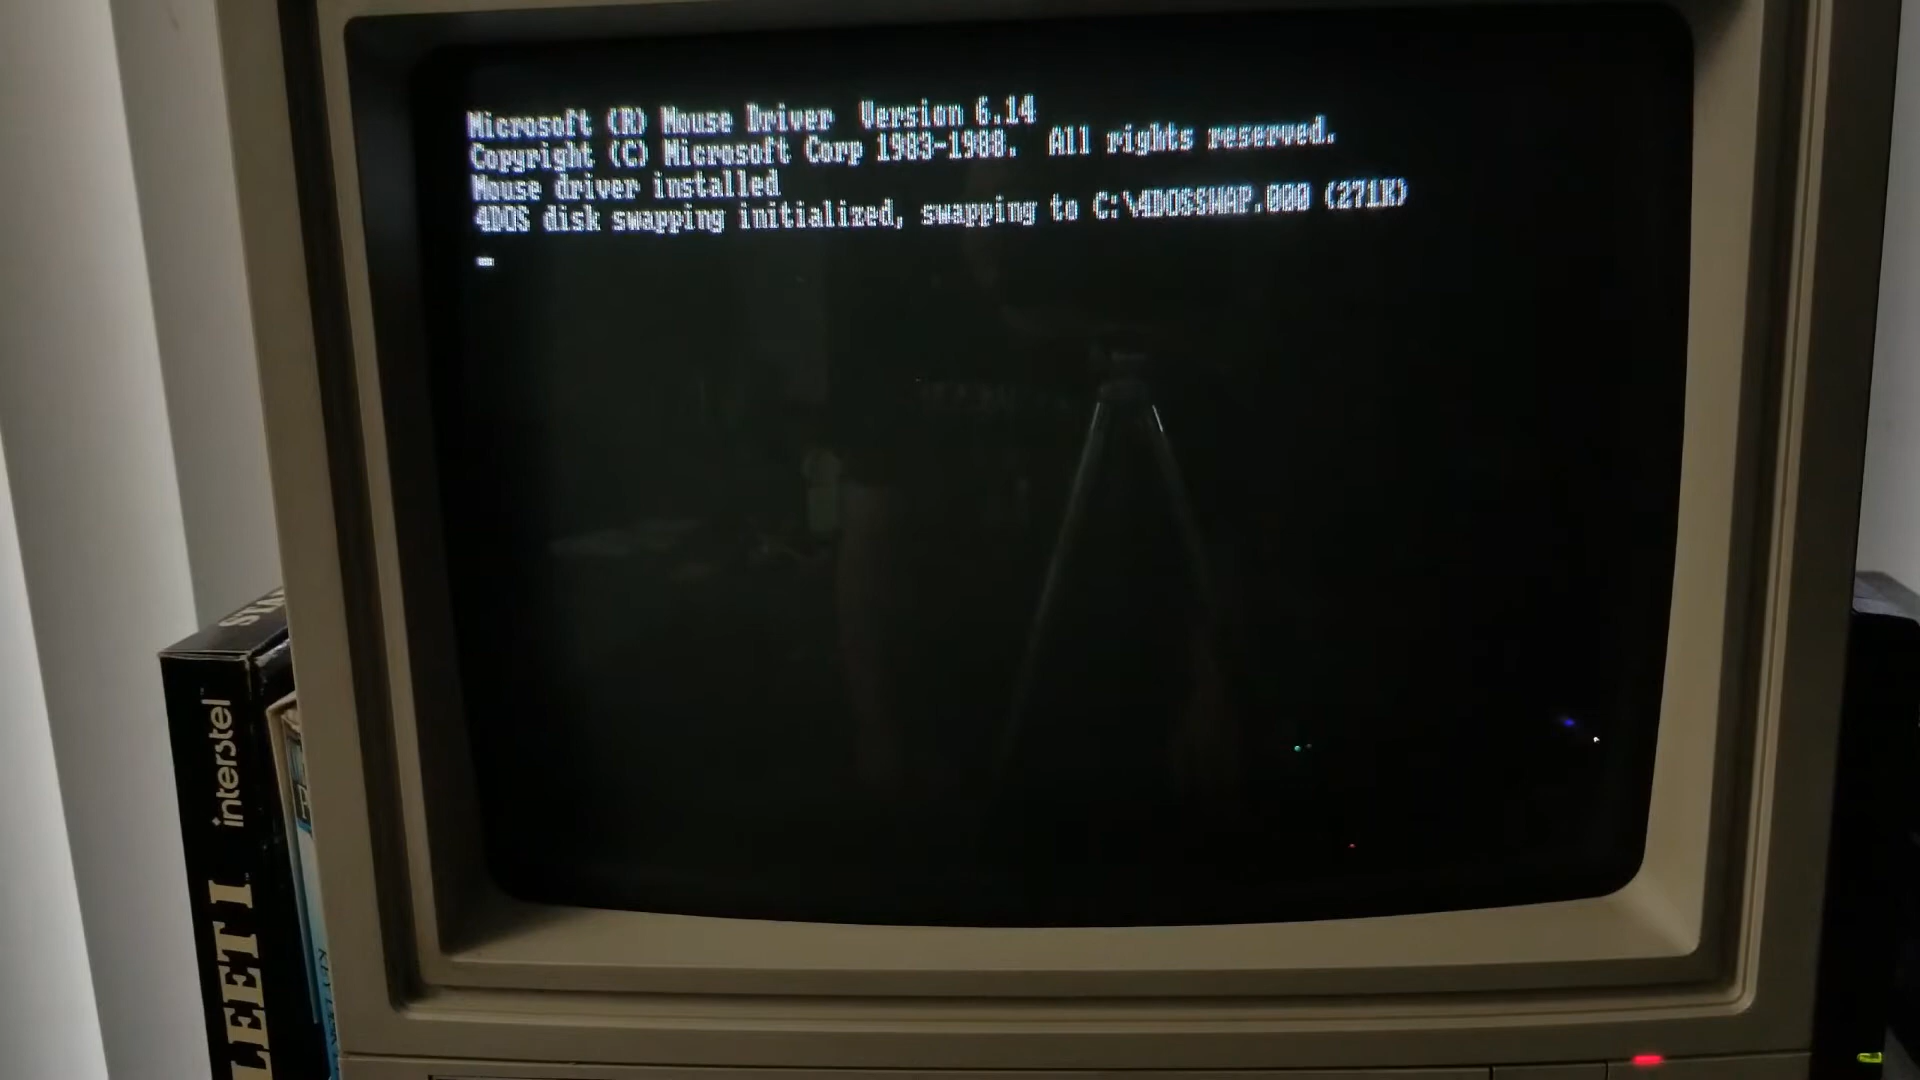 Microsoft (R) Mouse Driver  Version 6.14
Copyright (C) Microsoft Corp 1983-1988.  All rights reserved.
Mouse driver installed
4DOS disk swapping initialized, swapping to C:\4DOSSWAP.000 (271K)
interstel™
LEET I